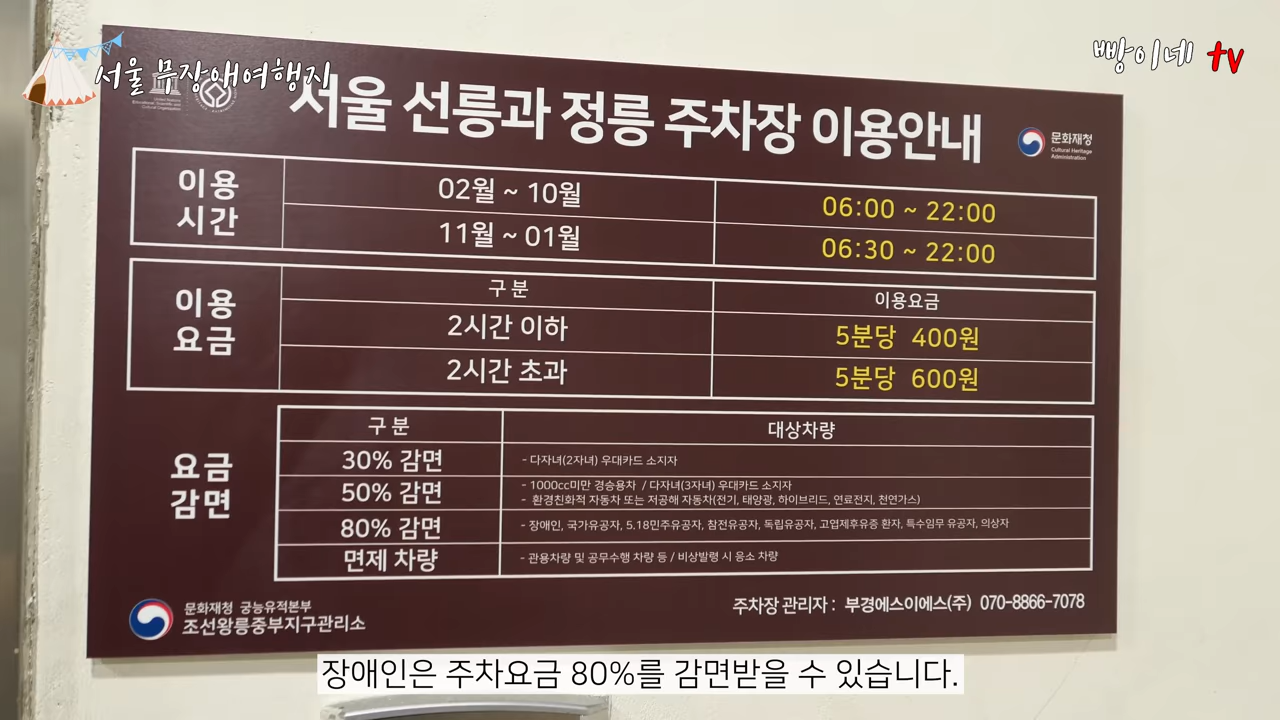 서울 무장애여행지
빵이네 tv
서울 선릉과 정릉 주차장 이용안내
문화재청
Cultural Heritage
Administration
이용
시간
02월 ~ 10월
06:00 ~ 22:00
11월 ~ 01월
06:30 ~ 22:00
이용
요금
구 분
이용요금
2시간 이하
5분당 400원
2시간 초과
5분당 600원
요금
감면
구 분
대상차량
30% 감면
- 다자녀(2자녀) 우대카드 소지자
50% 감면
- 1000cc미만 경승용차 / 다자녀(3자녀) 우대카드 소지자
- 환경친화적 자동차 또는 저공해 자동차(전기, 태양광, 하이브리드, 연료전지, 천연가스)
80% 감면
- 장애인, 국가유공자, 5.18민주유공자, 참전유공자, 독립유공자, 고엽제후유증 환자, 특수임무 유공자, 의상자
면제 차량
- 관용차량 및 공무수행 차량 등 / 비상발령 시 응소 차량
문화재청 궁능유적본부
조선왕릉중부지구관리소
주차장 관리자 : 부경에스이에스(주) 070-8866-7078
장애인은 주차요금 80%를 감면받을 수 있습니다.